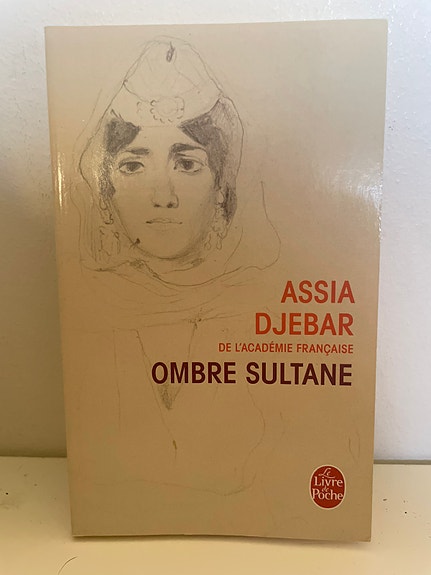 ASSIA
DJEBAR
DE L'ACADÉMIE FRANÇAISE
OMBRE SULTANE
Le
Livre
de
Poche